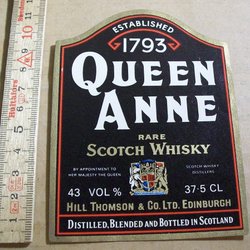 ESTABLISHED
1793
QUEEN
ANNE
RARE
SCOTCH WHISKY
BY APPOINTMENT TO
HER MAJESTY THE QUEEN
SCOTCH WHISKY
DISTILLERS
43 VOL % 37·5 CL
HILL THOMSON & CO. LTD. EDINBURGH
DISTILLED, BLENDED AND BOTTLED IN SCOTLAND